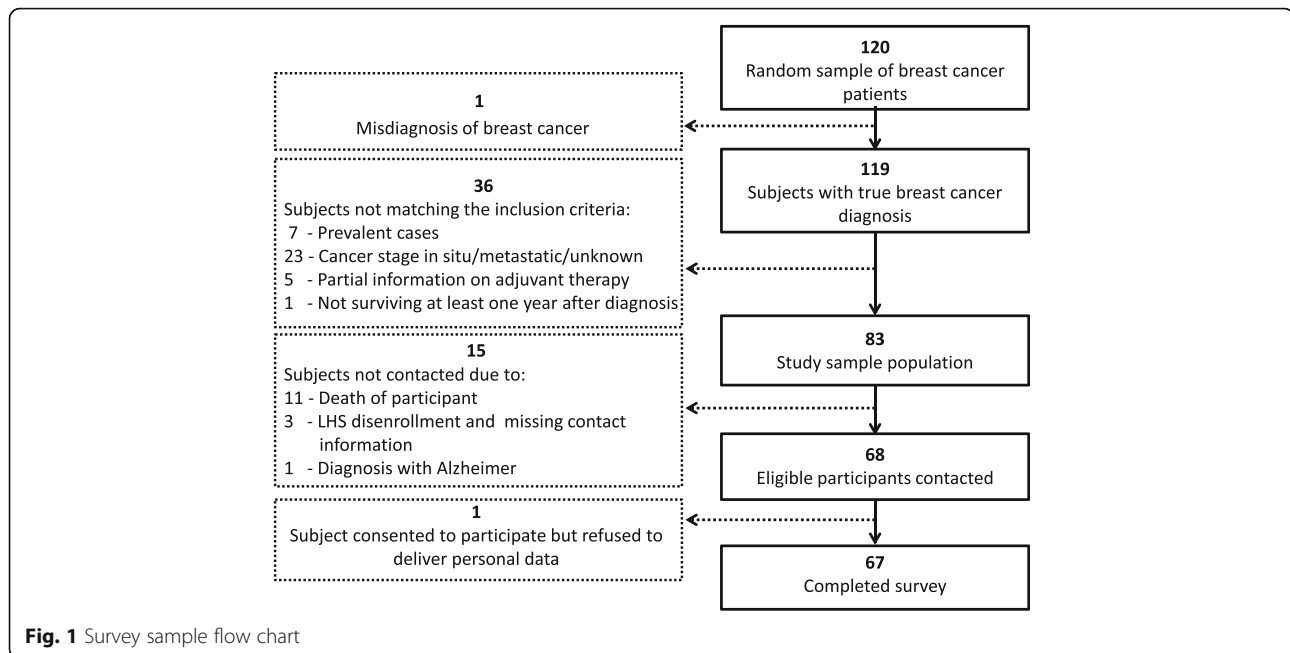 120
Random sample of breast cancer
patients
1
Misdiagnosis of breast cancer
119
Subjects with true breast cancer
diagnosis
36
Subjects not matching the inclusion criteria:
7 - Prevalent cases
23 - Cancer stage in situ/metastatic/unknown
5 - Partial information on adjuvant therapy
1 - Not surviving at least one year after diagnosis
83
Study sample population
15
Subjects not contacted due to:
11 - Death of participant
3 - LHS disenrollment and missing contact
information
1 - Diagnosis with Alzheimer
68
Eligible participants contacted
1
Subject consented to participate but refused to
deliver personal data
67
Completed survey
Fig. 1 Survey sample flow chart